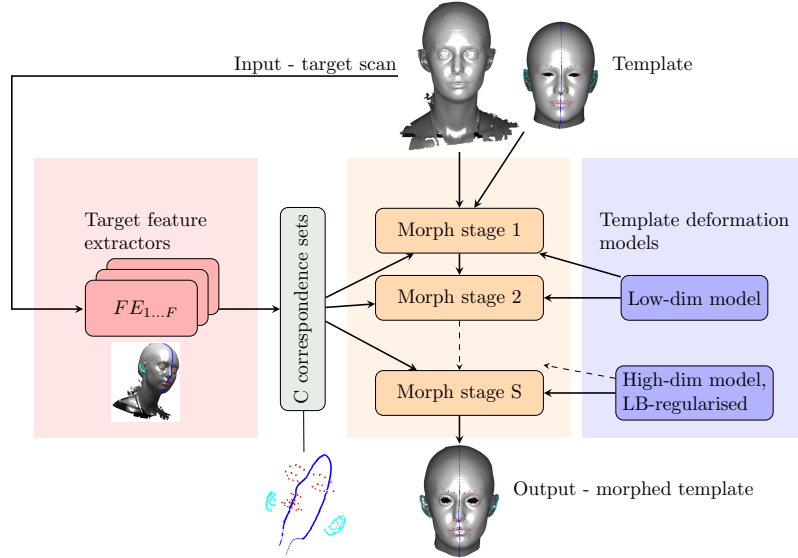 Input - target scan
Template
Target feature
extractors
FE₁...F
C correspondence sets
Morph stage 1
Morph stage 2
Morph stage S
Template deformation
models
Low-dim model
High-dim model,
LB-regularised
Output - morphed template